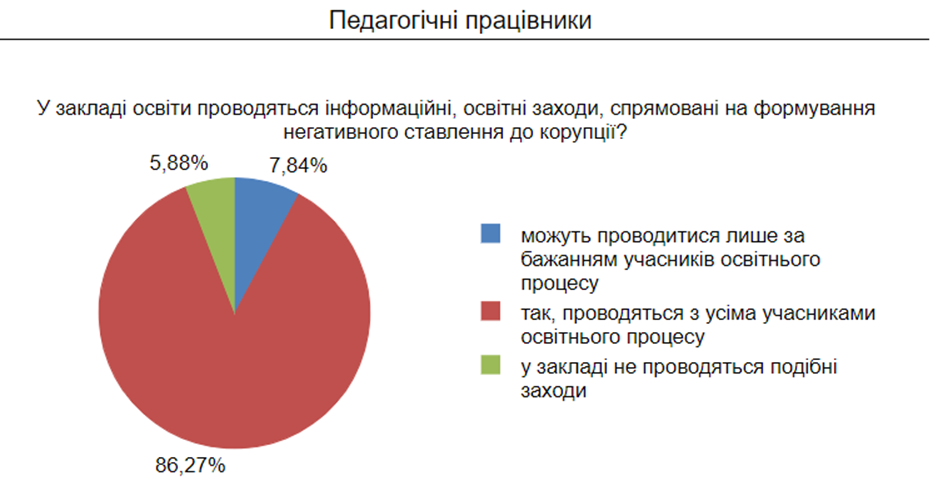 Педагогічні працівники
У закладі освіти проводяться інформаційні, освітні заходи, спрямовані на формування
негативного ставлення до корупції?
5,88%
7,84%
86,27%
можуть проводитися лише за
бажанням учасників освітнього
процесу
так, проводяться з усіма учасниками
освітнього процесу
у закладі не проводяться подібні
заходи